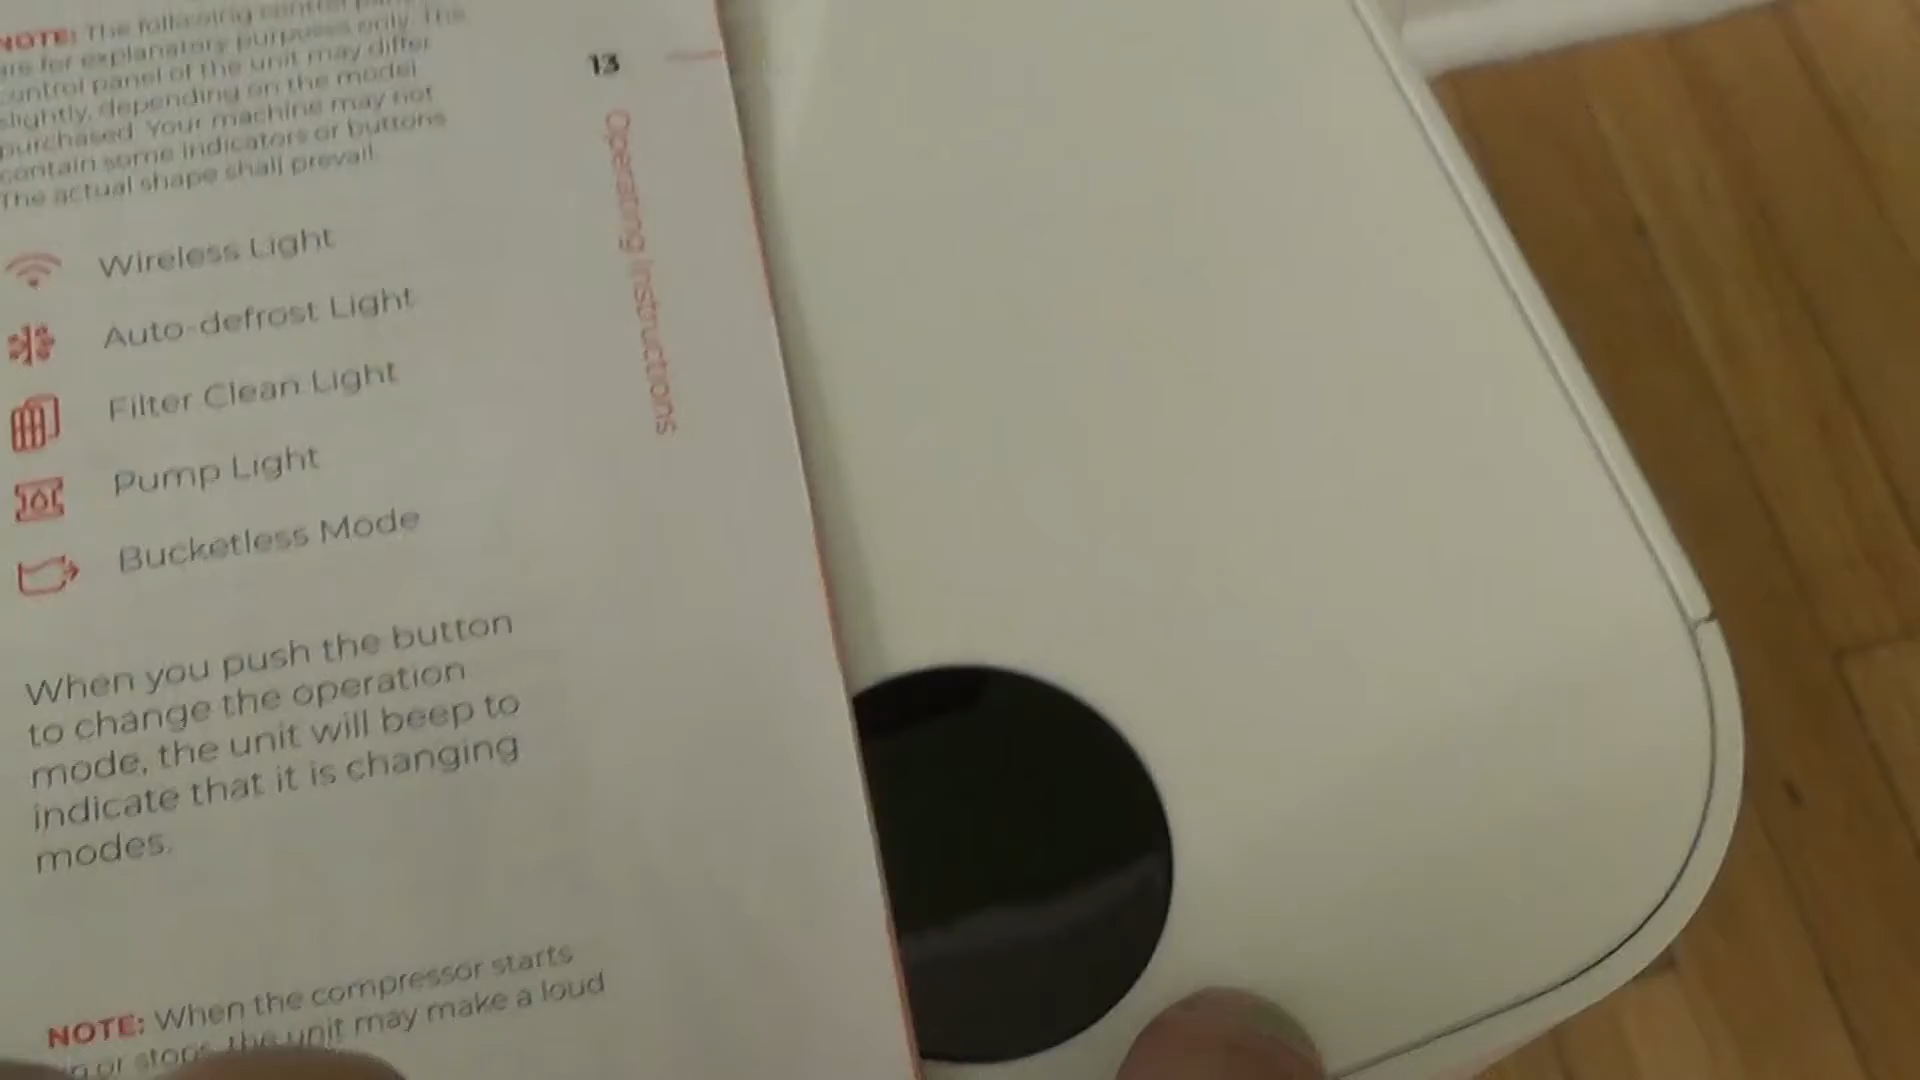 NOTE: The following control
are for explanatory purposes only. The
control panel of the unit may differ
slightly, depending on the model
purchased. Your machine may not
contain some indicators or buttons.
The actual shape shall prevail.
Wireless Light
Auto-defrost Light
Filter Clean Light
Pump Light
Bucketless Mode
When you push the button
to change the operation
mode, the unit will beep to
indicate that it is changing
modes.
NOTE: When the compressor starts
or stops, the unit may make a loud
13
Operating Instructions